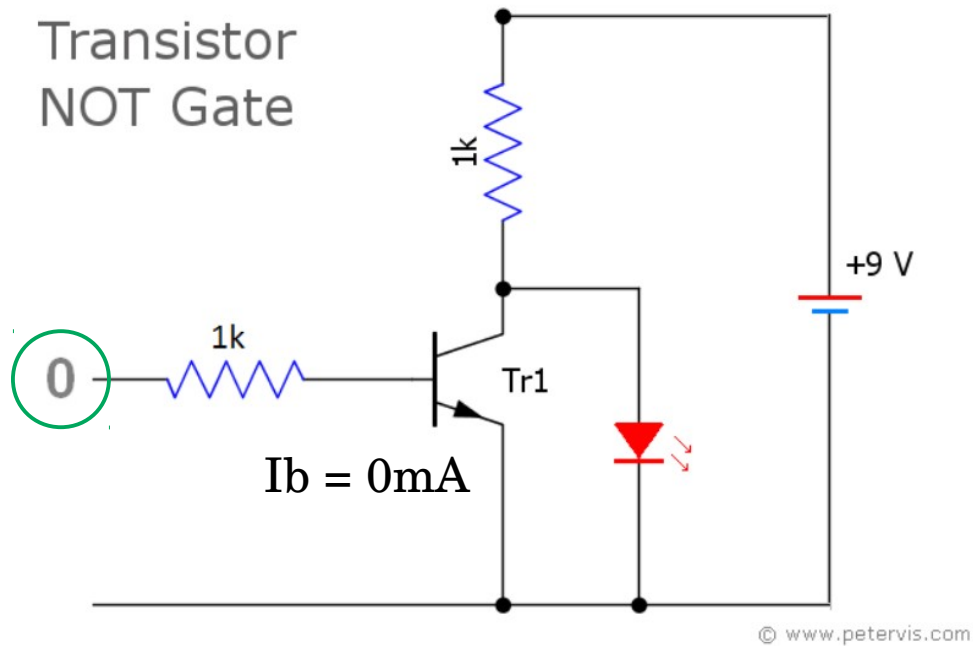 Transistor
NOT Gate
1k
+9 V
1k
0
Tr1
Ib = 0mA
© www.petervis.com